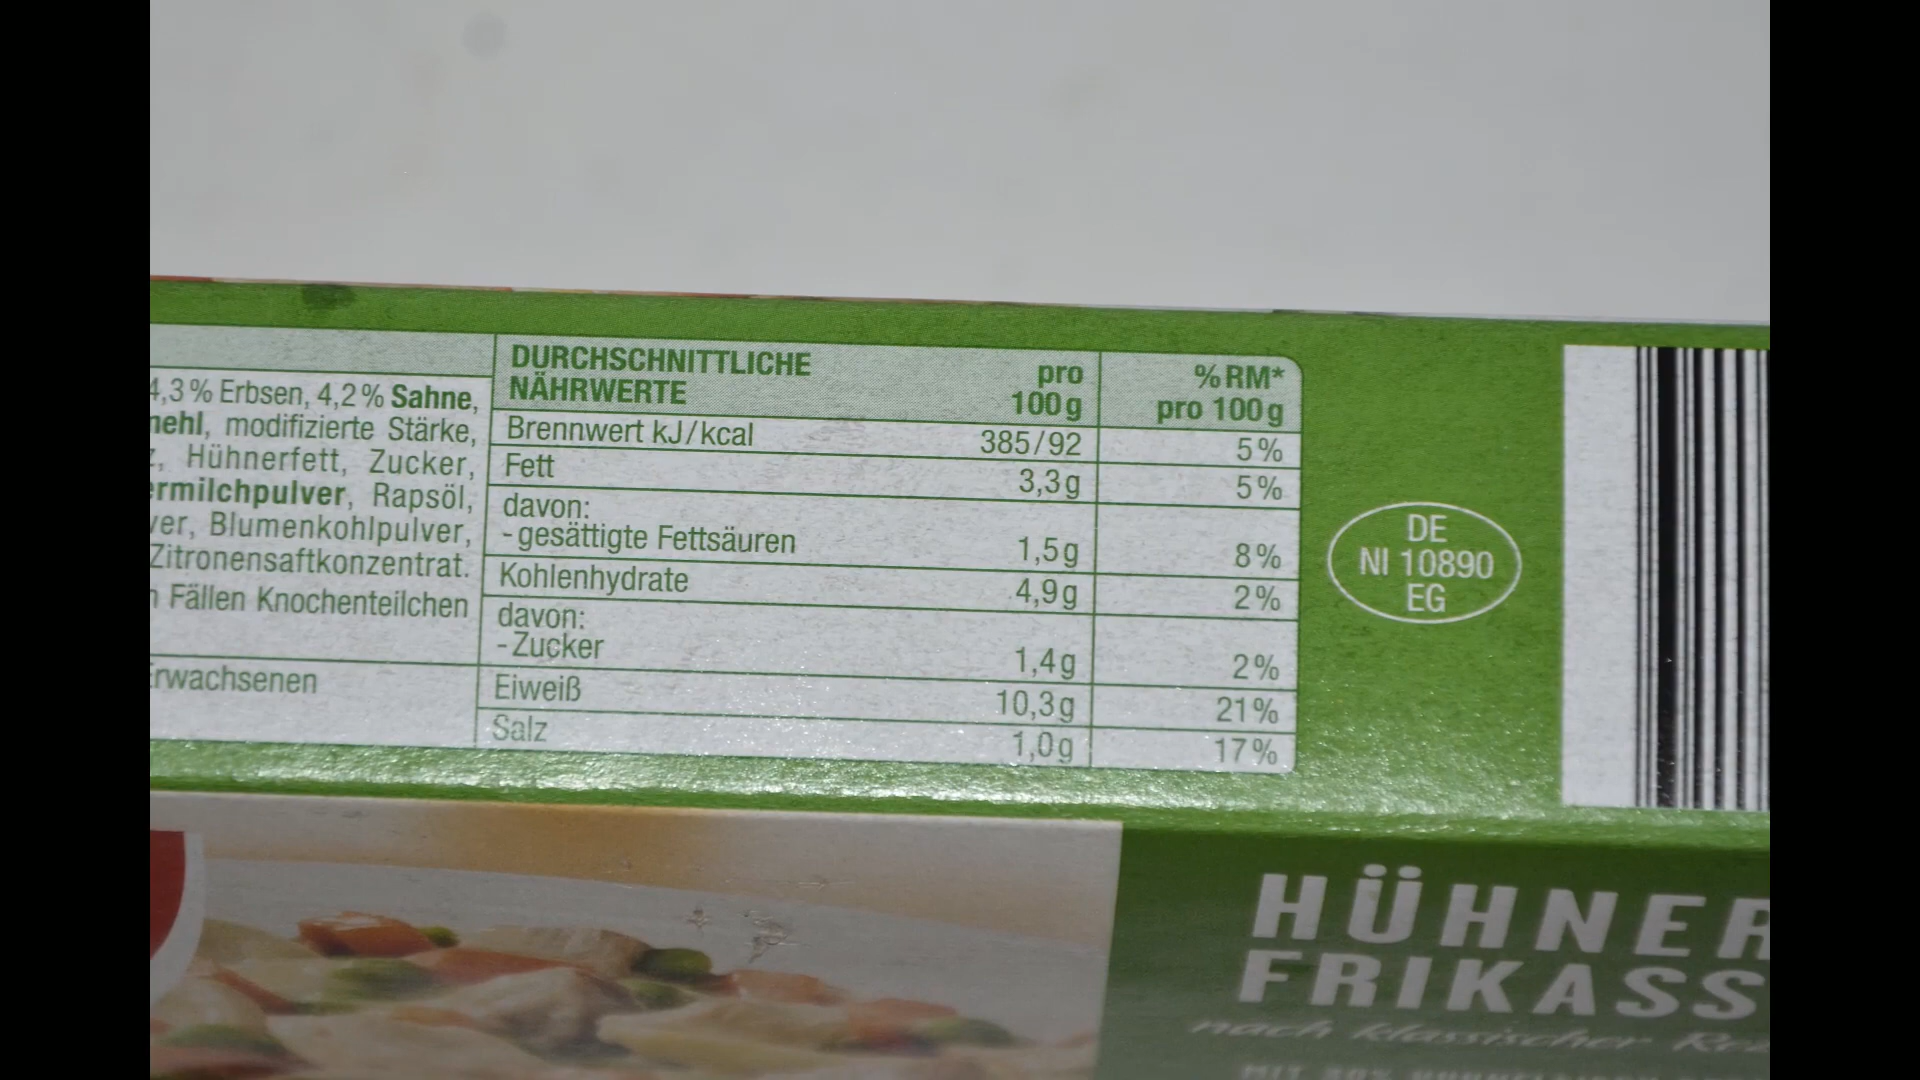 4,3% Erbsen, 4,2% Sahne,
modifizierte Stärke,
Hühnerfett, Zucker,
Rapsöl,
Blumenkohlpulver,
Zitronensaftkonzentrat.
Fällen Knochenteilchen
Erwachsenen
DURCHSCHNITTLICHE
NÄHRWERTE
pro
100g
%RM*
pro 100g
Brennwert kJ/kcal 385/92 5%
Fett 3,3g 5%
davon:
-gesättigte Fettsäuren 1,5g 8%
Kohlenhydrate 4,9g 2%
davon:
-Zucker 1,4g 2%
Eiweiß 10,3g 21%
Salz 1,0g 17%
DE
NI 10890
EG
HÜHNER
FRIKASS
nach klassischer